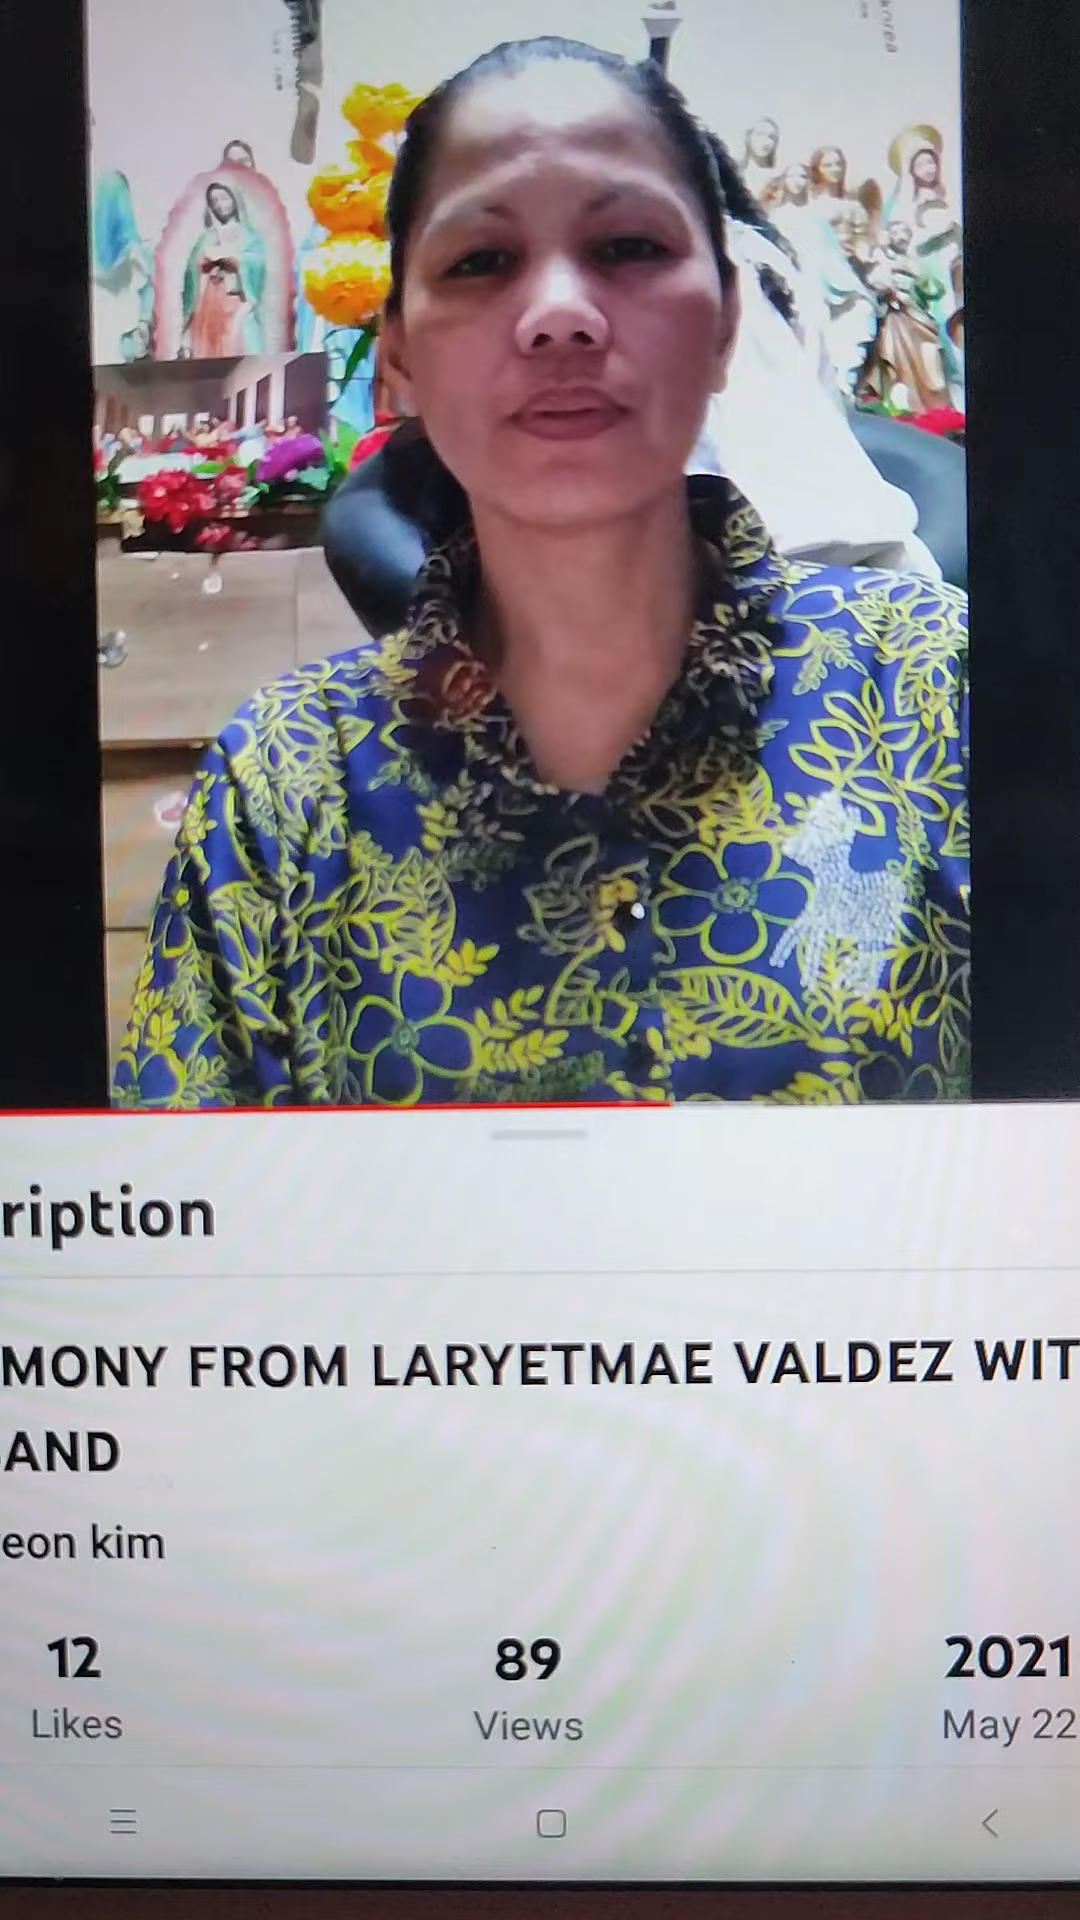 ription
MONY FROM LARYETMAE VALDEZ WIT
AND
eon kim
12
89
2021
Likes
Views
May 22